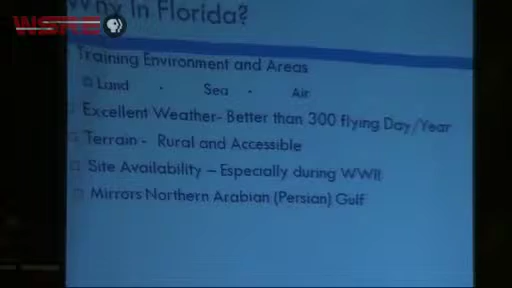 Why In Florida?
WSRE PBS
Training Environment and Areas
Land · Sea · Air
Excellent Weather- Better than 300 flying Day/Year
Terrain - Rural and Accessible
Site Availability – Especially during WWII
Mirrors Northern Arabian (Persian) Gulf